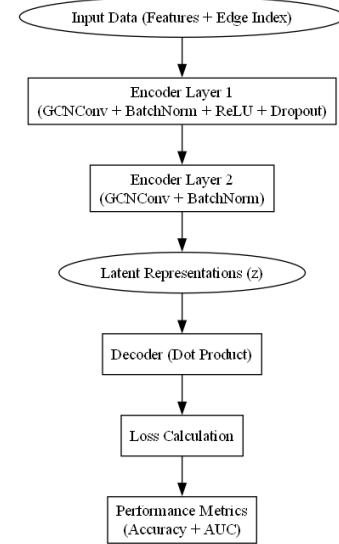 Input Data (Features + Edge Index)
Encoder Layer 1
(GCNConv + BatchNorm + ReLU + Dropout)
Encoder Layer 2
(GCNConv + BatchNorm)
Latent Representations (z)
Decoder (Dot Product)
Loss Calculation
Performance Metrics
(Accuracy + AUC)